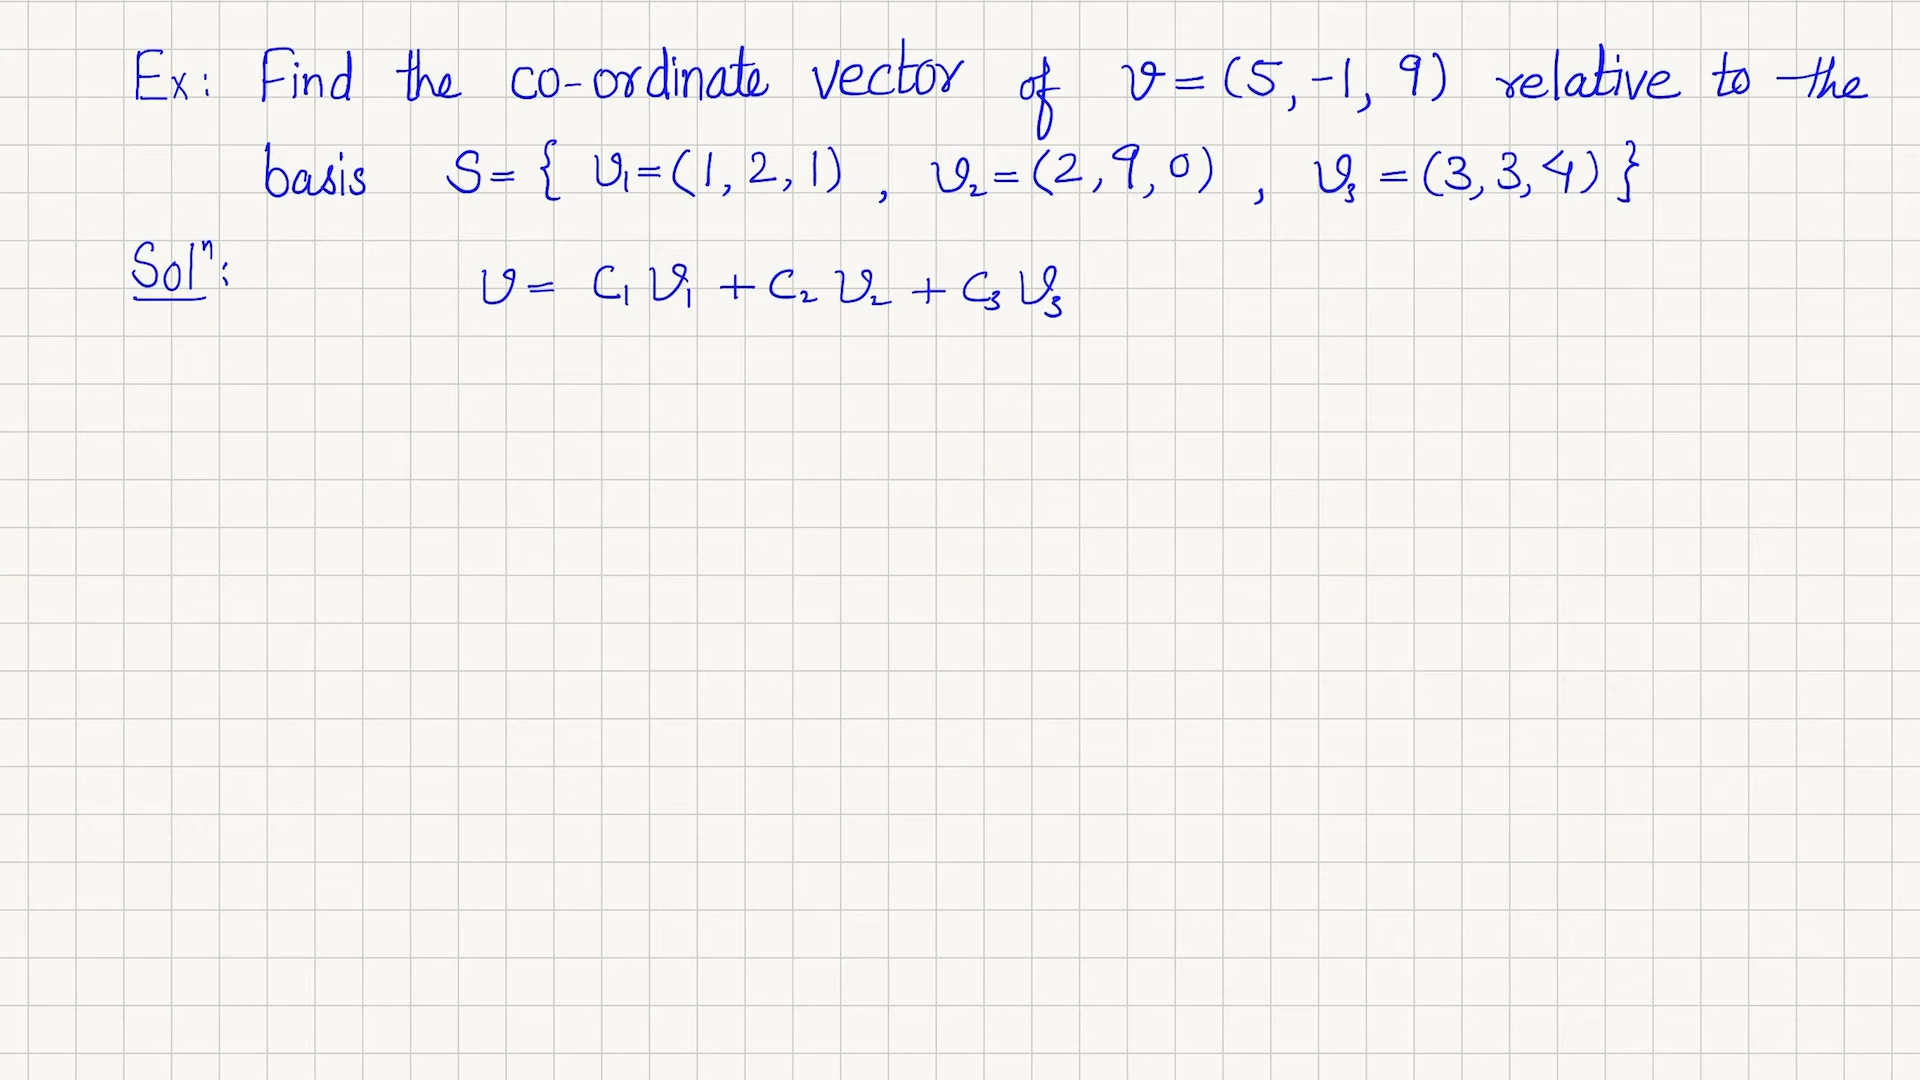 Ex: Find the co-ordinate vector of v = (5, -1, 9) relative to the
basis S = { v₁ = (1, 2, 1) , v₂ = (2, 9, 0) , v₃ = (3, 3, 4) }
Solⁿ: v = C₁ v₁ + C₂ v₂ + C₃ v₃